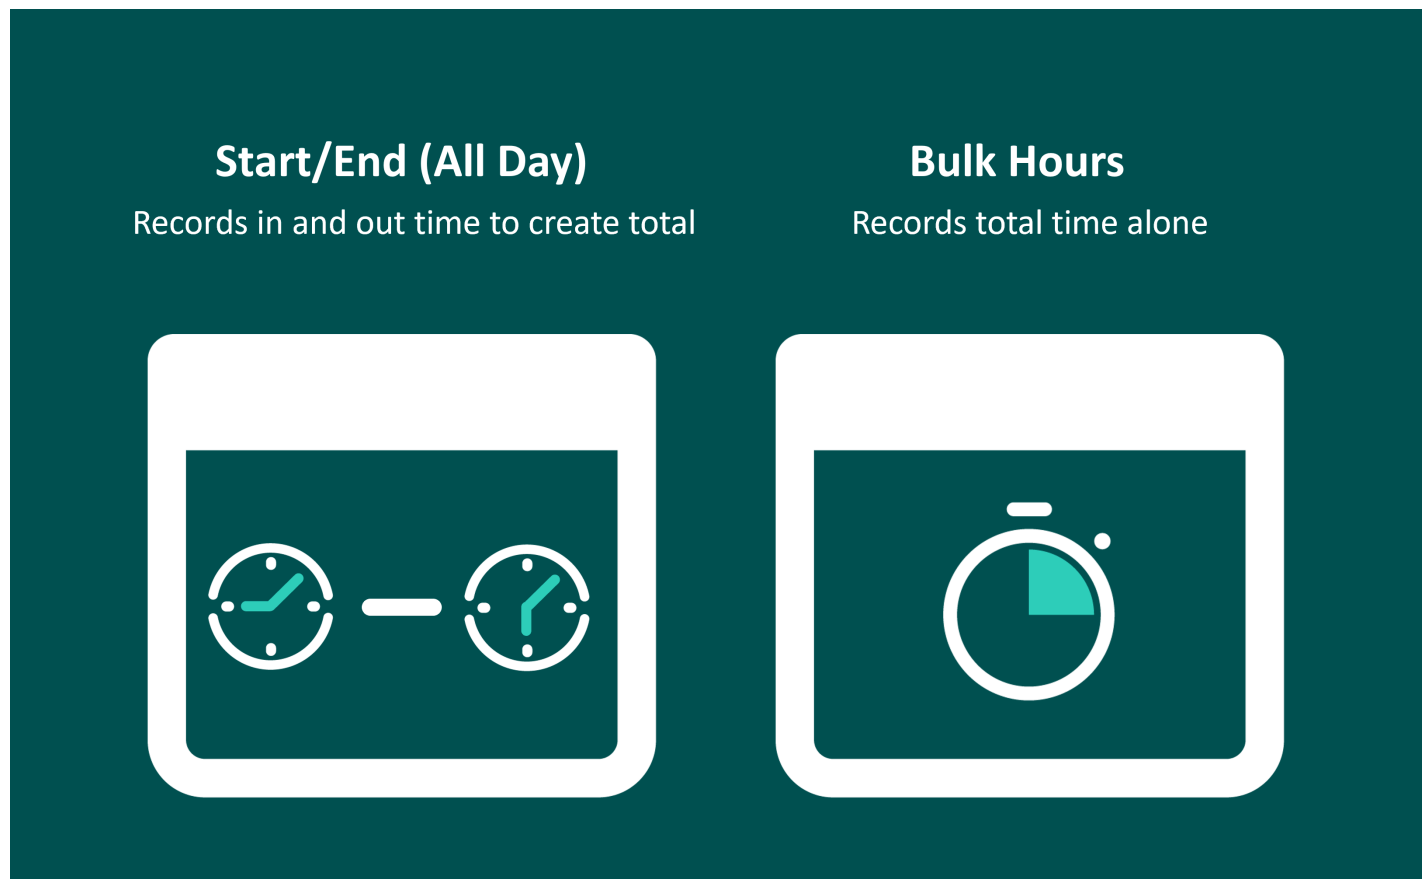 Start/End (All Day)
Records in and out time to create total
Bulk Hours
Records total time alone